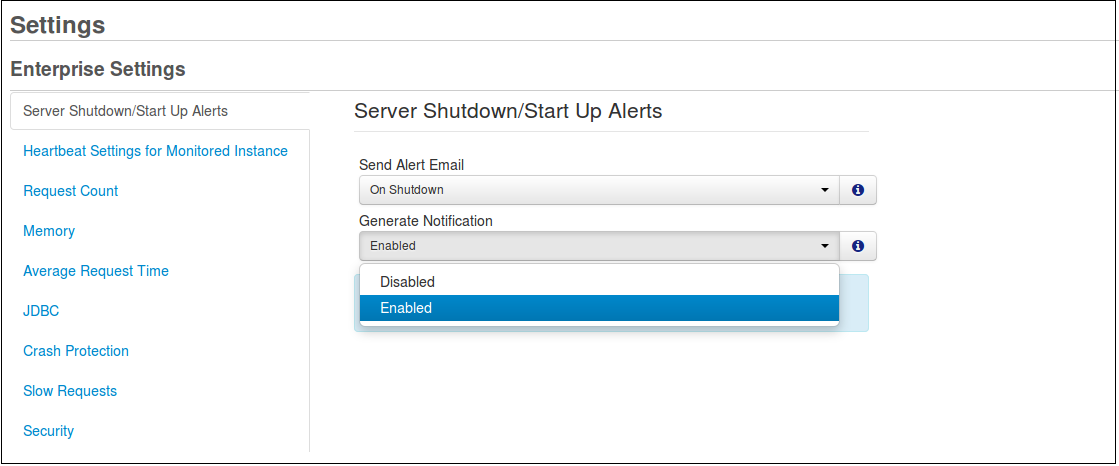 Settings
Enterprise Settings
Server Shutdown/Start Up Alerts
Heartbeat Settings for Monitored Instance
Request Count
Memory
Average Request Time
JDBC
Crash Protection
Slow Requests
Security
Server Shutdown/Start Up Alerts
Send Alert Email
On Shutdown
Generate Notification
Enabled
Disabled
Enabled